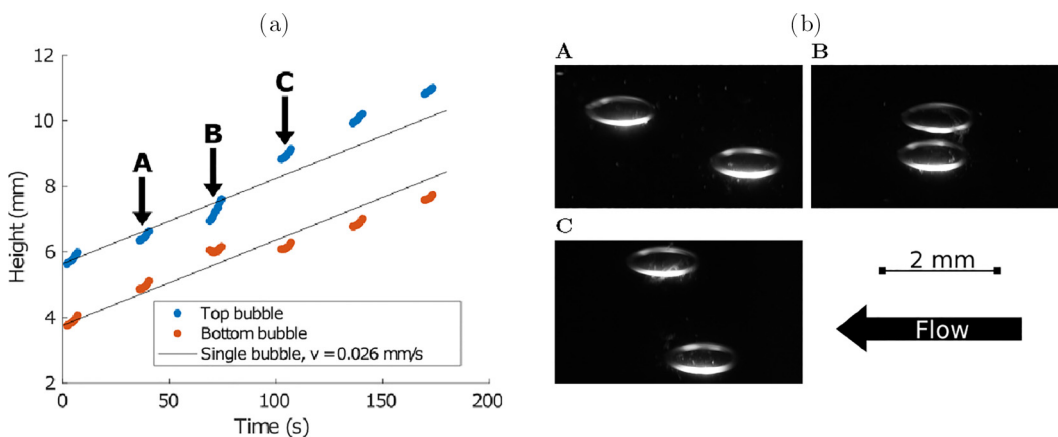 (a)
12
10
8
6
4
2
Height (mm)
A
B
C
Top bubble
Bottom bubble
Single bubble, v = 0.026 mm/s
0
50
100
150
200
Time (s)
(b)
A
B
C
2 mm
Flow